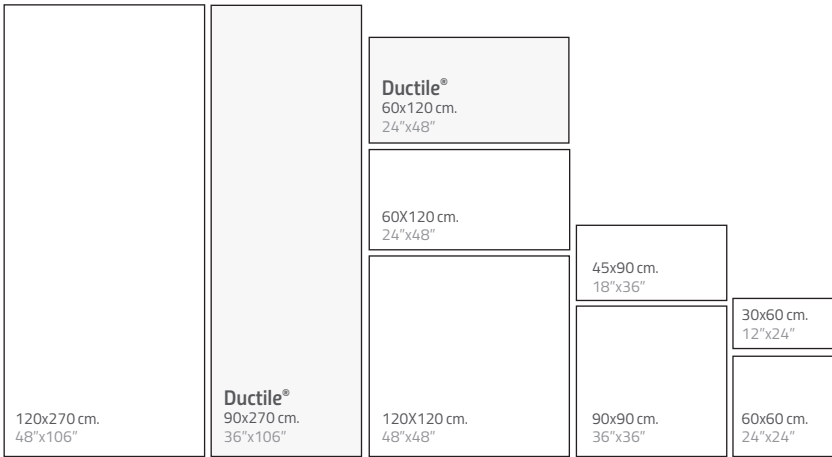 120x270 cm.
48”x106”
Ductile®
90x270 cm.
36”x106”
Ductile®
60x120 cm.
24”x48”
60X120 cm.
24”x48”
120X120 cm.
48”x48”
45x90 cm.
18”x36”
90x90 cm.
36”x36”
30x60 cm.
12”x24”
60x60 cm.
24”x24”